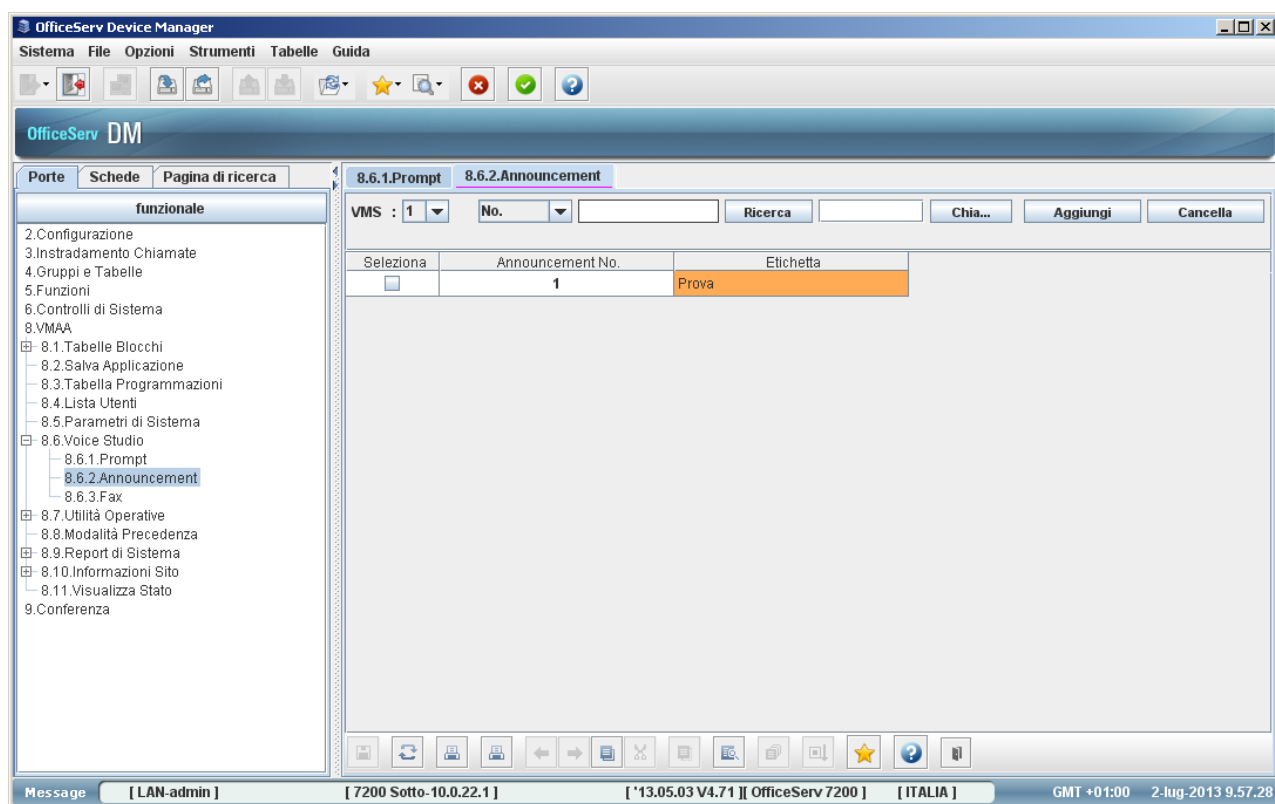 OfficeServ Device Manager
Sistema File Opzioni Strumenti Tabelle Guida
OfficeServ DM
Porte Schede Pagina di ricerca
funzionale
2.Configurazione
3.Instradamento Chiamate
4.Gruppi e Tabelle
5.Funzioni
6.Controlli di Sistema
8.VMAA
8.1.Tabelle Blocchi
8.2.Salva Applicazione
8.3.Tabella Programmazioni
8.4.Lista Utenti
8.5.Parametri di Sistema
8.6.Voice Studio
8.6.1.Prompt
8.6.2.Announcement
8.6.3.Fax
8.7.Utilità Operative
8.8.Modalità Precedenza
8.9.Report di Sistema
8.10.Informazioni Sito
8.11.Visualizza Stato
9.Conferenza
8.6.1.Prompt 8.6.2.Announcement
VMS : 1 No. Ricerca Chia... Aggiungi Cancella
Seleziona Announcement No. Etichetta
1 Prova
Message [ LAN-admin ] [ 7200 Sotto-10.0.22.1 ] [ '13.05.03 V4.71 ][ OfficeServ 7200 ] [ ITALIA ] GMT +01:00 2-lug-2013 9.57.28